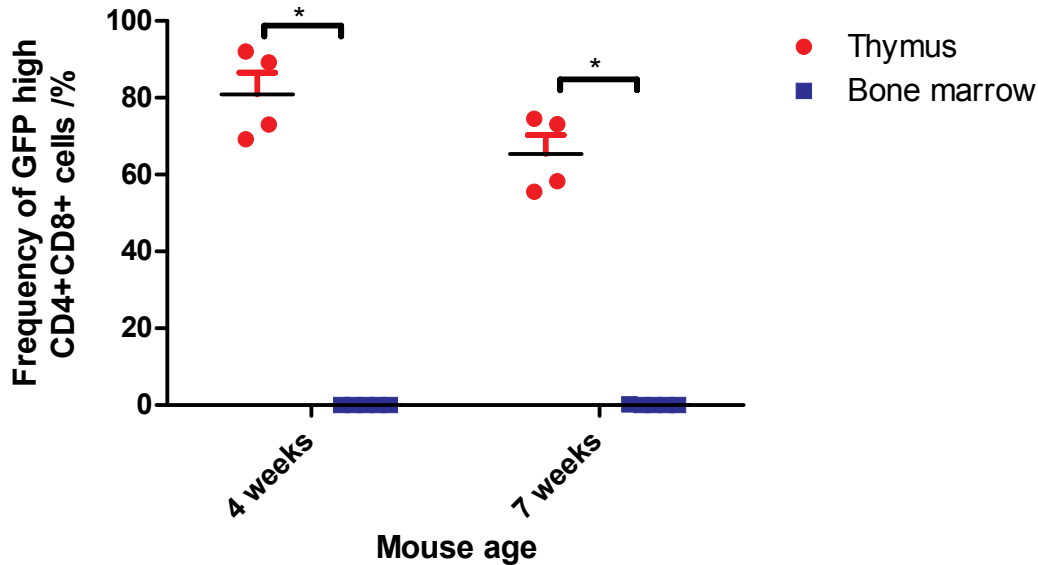 Frequency of GFP high
CD4+CD8+ cells /%
100
80
60
40
20
0
*
*
Thymus
Bone marrow
4 weeks
7 weeks
Mouse age